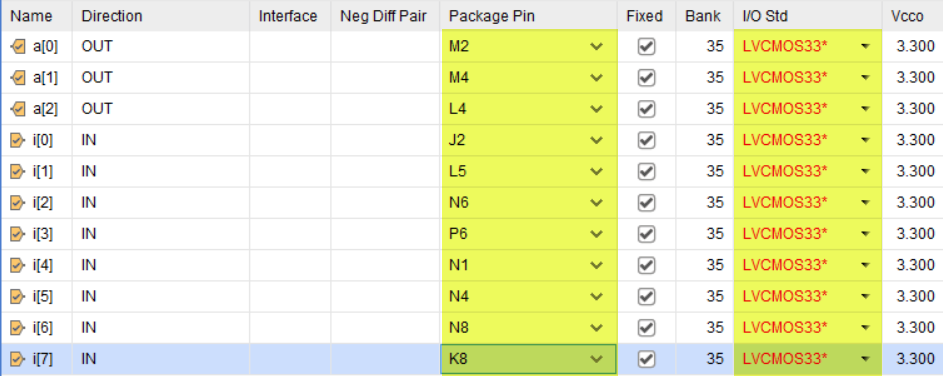 Name Direction Interface Neg Diff Pair Package Pin Fixed Bank I/O Std Vcco
a[0] OUT M2 35 LVCMOS33* 3.300
a[1] OUT M4 35 LVCMOS33* 3.300
a[2] OUT L4 35 LVCMOS33* 3.300
i[0] IN J2 35 LVCMOS33* 3.300
i[1] IN L5 35 LVCMOS33* 3.300
i[2] IN N6 35 LVCMOS33* 3.300
i[3] IN P6 35 LVCMOS33* 3.300
i[4] IN N1 35 LVCMOS33* 3.300
i[5] IN N4 35 LVCMOS33* 3.300
i[6] IN N8 35 LVCMOS33* 3.300
i[7] IN K8 35 LVCMOS33* 3.300